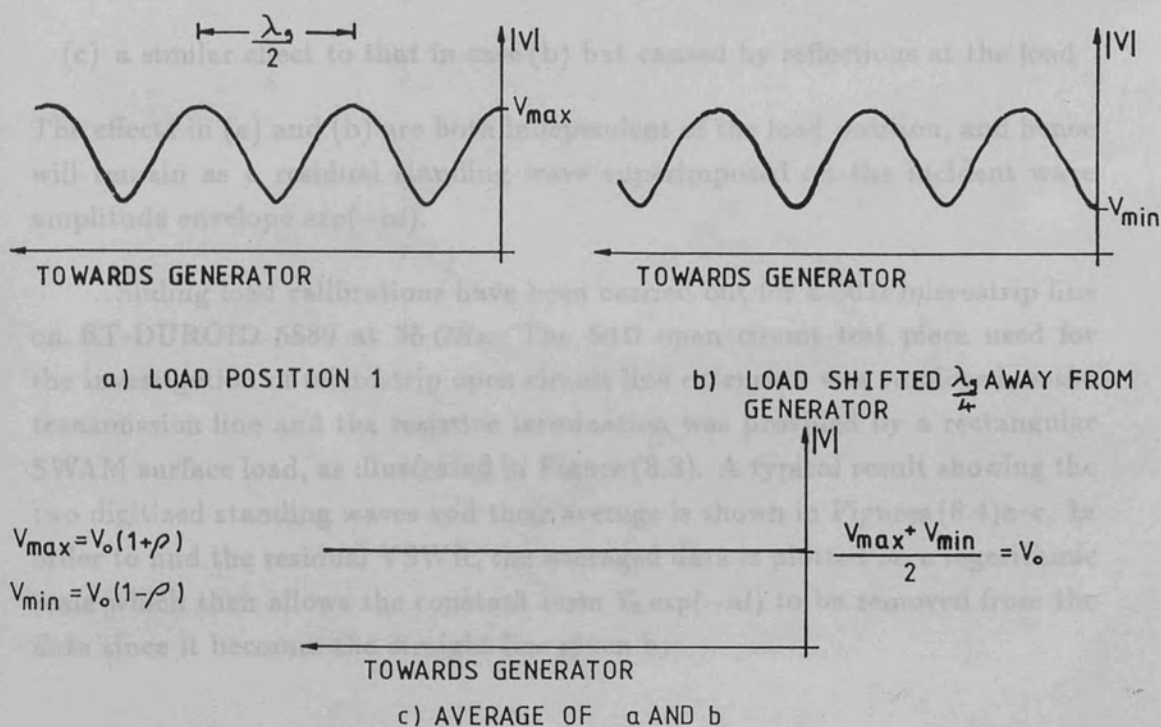 λg/2
|V|
Vmax
TOWARDS GENERATOR
a) LOAD POSITION 1
|V|
Vmin
TOWARDS GENERATOR
b) LOAD SHIFTED λg/4 AWAY FROM
GENERATOR
|V|
Vmax = Vo (1+ρ)
Vmin = Vo (1-ρ)
Vmax + Vmin / 2 = Vo
TOWARDS GENERATOR
c) AVERAGE OF a AND b
(c) a similar effect to that in case (b) but caused by reflections at the load
The effects in (a) and (b) are both independent of the load position, and hence
will remain as a residual standing wave superimposed on the incident wave
amplitude envelope exp(−αl).
Sliding load calibrations have been carried out for a 50Ω microstrip line
on RT DUROID at 35 GHz. The 50Ω open circuit test piece used for
the of microstrip open circuit line
transmission line and the resistive termination was provided by a rectangular
SWAM surface load, as illustrated in Figure (8.3). A typical result showing the
two digitised standing waves and their average is shown in Figures (8.4)a-c. In
order to find the residual VSWR, the averaged data is plotted on a logarithmic
scale which then allows the constant term exp(−αl) to be removed from the
data since it becomes the straight line given by